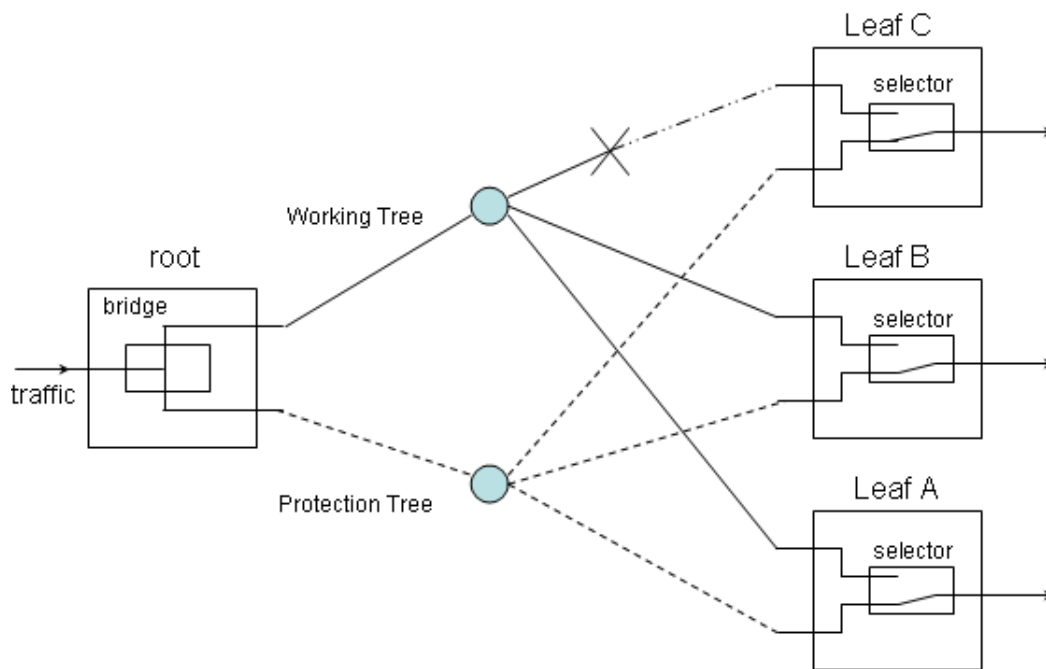 Leaf C
selector
Working Tree
root
Leaf B
bridge
selector
traffic
Protection Tree
Leaf A
selector